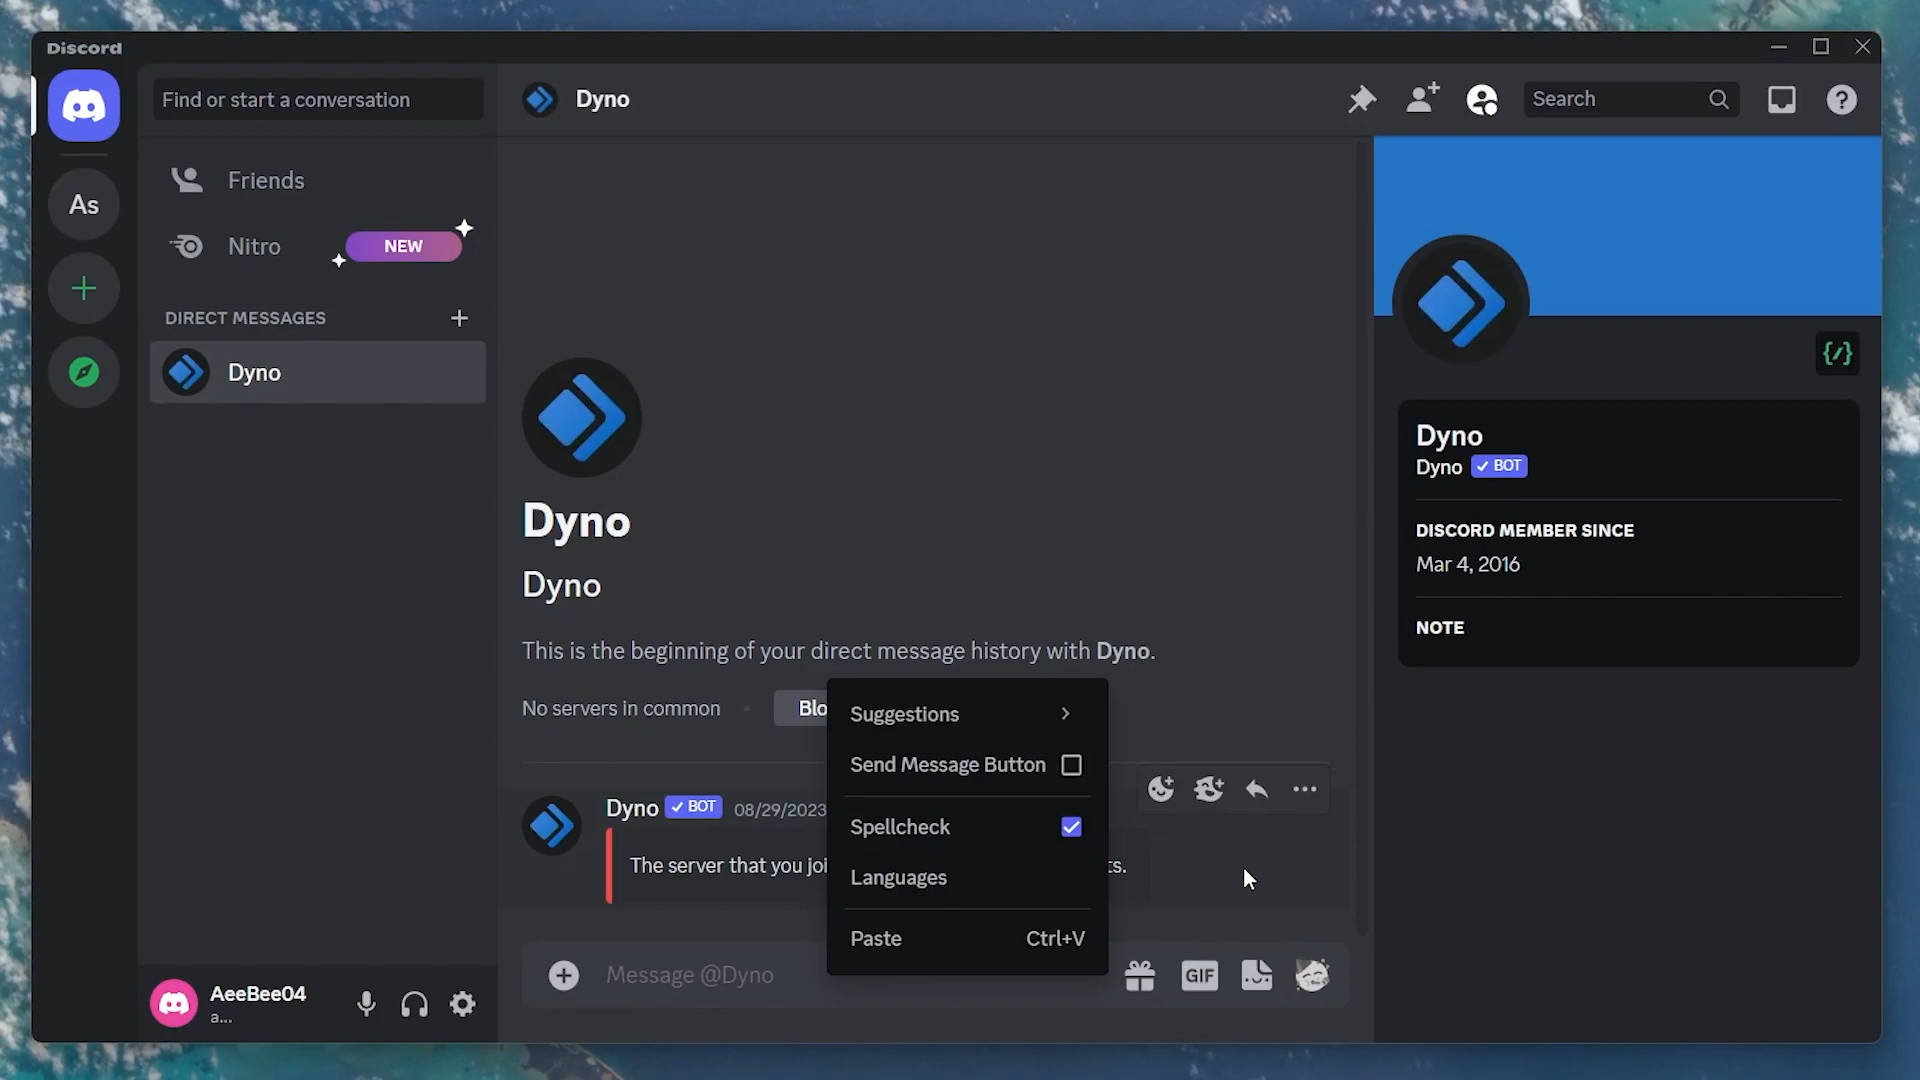 Discord
Find or start a conversation
Dyno
Search
As
Friends
Nitro
NEW
DIRECT MESSAGES
Dyno
Dyno
Dyno
This is the beginning of your direct message history with Dyno.
No servers in common
Blo
Dyno
BOT
08/29/2023
The server that you joi
ts.
Suggestions
Send Message Button
Spellcheck
Languages
Paste Ctrl+V
Message @Dyno
GIF
AeeBee04
a...
{/}
Dyno
Dyno
BOT
DISCORD MEMBER SINCE
Mar 4, 2016
NOTE